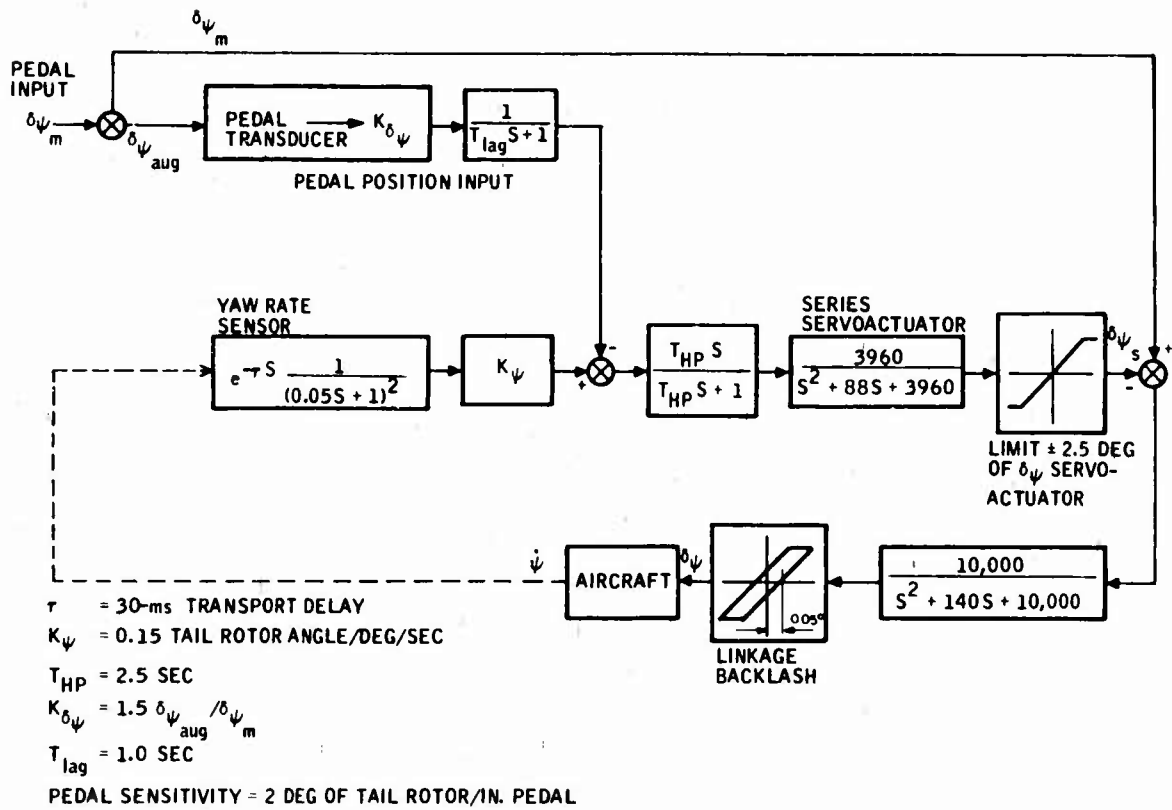 δψm
PEDAL
INPUT
δψm
δψaug
PEDAL
TRANSDUCER → Kδψ
1
TlagS + 1
PEDAL POSITION INPUT
YAW RATE
SENSOR
e-τS 1
(0.05S + 1)2
Kψ
-
+
THP S
THP S + 1
SERIES
SERVOACTUATOR
3960
S2 + 88S + 3960
δψs
+
-
LIMIT ± 2.5 DEG
OF δψ SERVO-
ACTUATOR
ψ̇
AIRCRAFT
δψ
LINKAGE
BACKLASH
10,000
S2 + 140S + 10,000
τ = 30-ms TRANSPORT DELAY
Kψ = 0.15 TAIL ROTOR ANGLE/DEG/SEC
THP = 2.5 SEC
Kδψ = 1.5 δψaug/δψm
Tlag = 1.0 SEC
PEDAL SENSITIVITY = 2 DEG OF TAIL ROTOR/IN. PEDAL